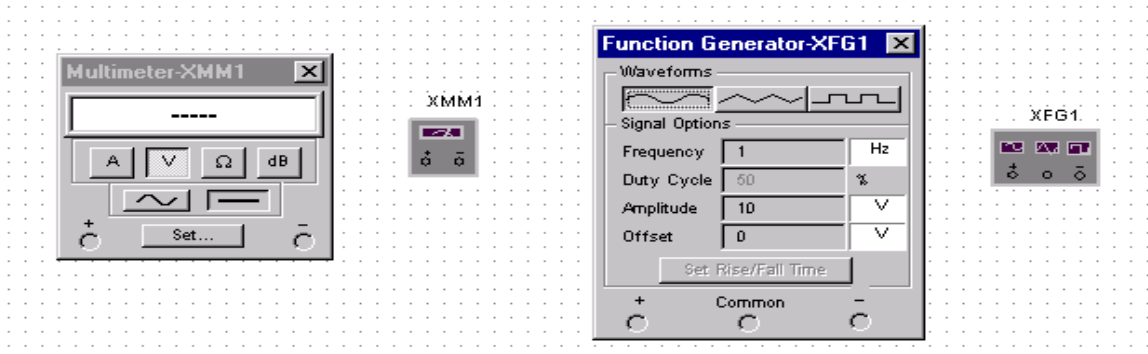 Multimeter-XMM1
-----
A V Ω dB
+ −
Set...
XMM1
+ −
Function Generator-XFG1
Waveforms
Signal Options
Frequency 1 Hz
Duty Cycle 50 %
Amplitude 10 V
Offset 0 V
Set Rise/Fall Time
+ Common −
XFG1
+ −